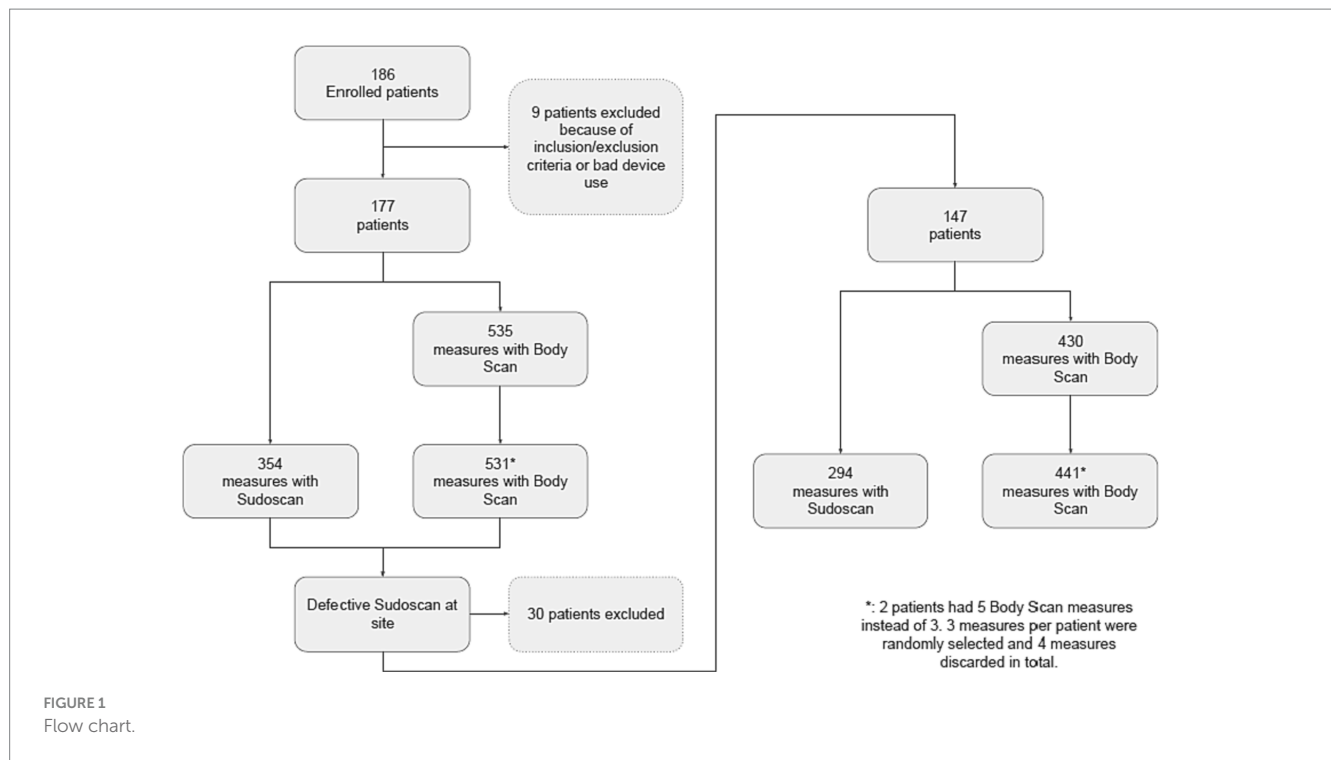 186
Enrolled patients
9 patients excluded
because of
inclusion/exclusion
criteria or bad device
use
177
patients
535
measures with Body
Scan
354
measures with
Sudoscan
531*
measures with Body
Scan
Defective Sudoscan at
site
30 patients excluded
147
patients
430
measures with Body
Scan
294
measures with
Sudoscan
441*
measures with Body
Scan
*: 2 patients had 5 Body Scan measures
instead of 3. 3 measures per patient were
randomly selected and 4 measures
discarded in total.
FIGURE 1
Flow chart.